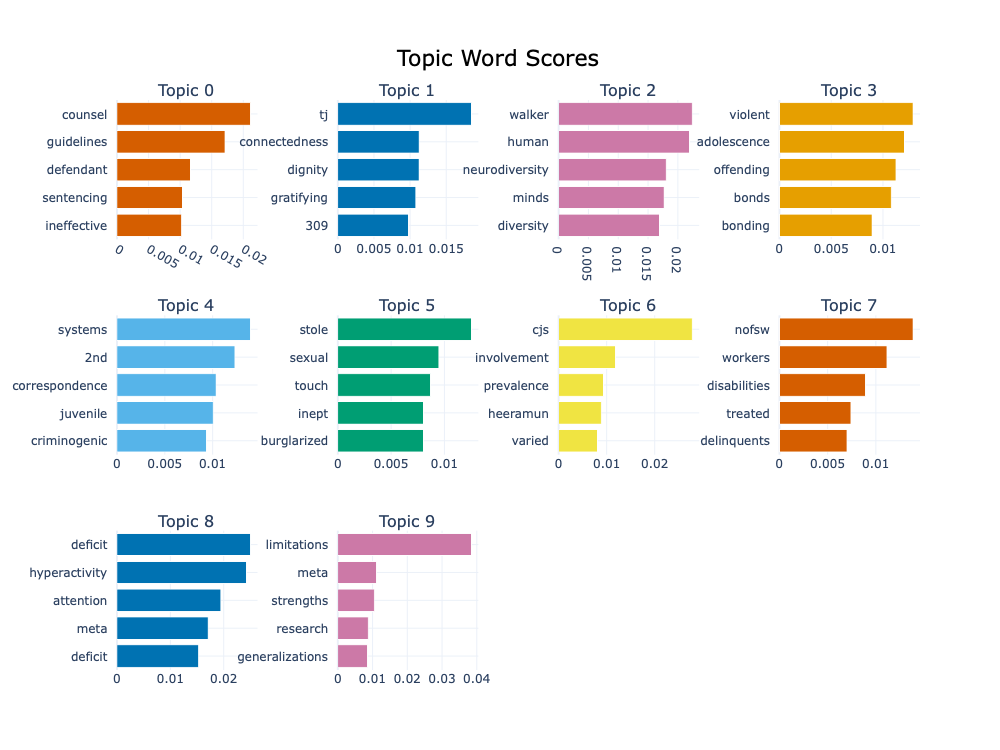 Topic Word Scores
Topic 0
counsel
guidelines
defendant
sentencing
ineffective
0 0.005 0.01 0.015 0.02
Topic 1
tj
connectedness
dignity
gratifying
309
0 0.005 0.01 0.015
Topic 2
walker
human
neurodiversity
minds
diversity
0 0.005 0.01 0.015 0.02
Topic 3
violent
adolescence
offending
bonds
bonding
0 0.005 0.01
Topic 4
systems
2nd
correspondence
juvenile
criminogenic
0 0.005 0.01
Topic 5
stole
sexual
touch
inept
burglarized
0 0.005 0.01
Topic 6
cjs
involvement
prevalence
heeramun
varied
0 0.01 0.02
Topic 7
nofsw
workers
disabilities
treated
delinquents
0 0.005 0.01
Topic 8
deficit
hyperactivity
attention
meta
deficit
0 0.01 0.02
Topic 9
limitations
meta
strengths
research
generalizations
0 0.01 0.02 0.03 0.04